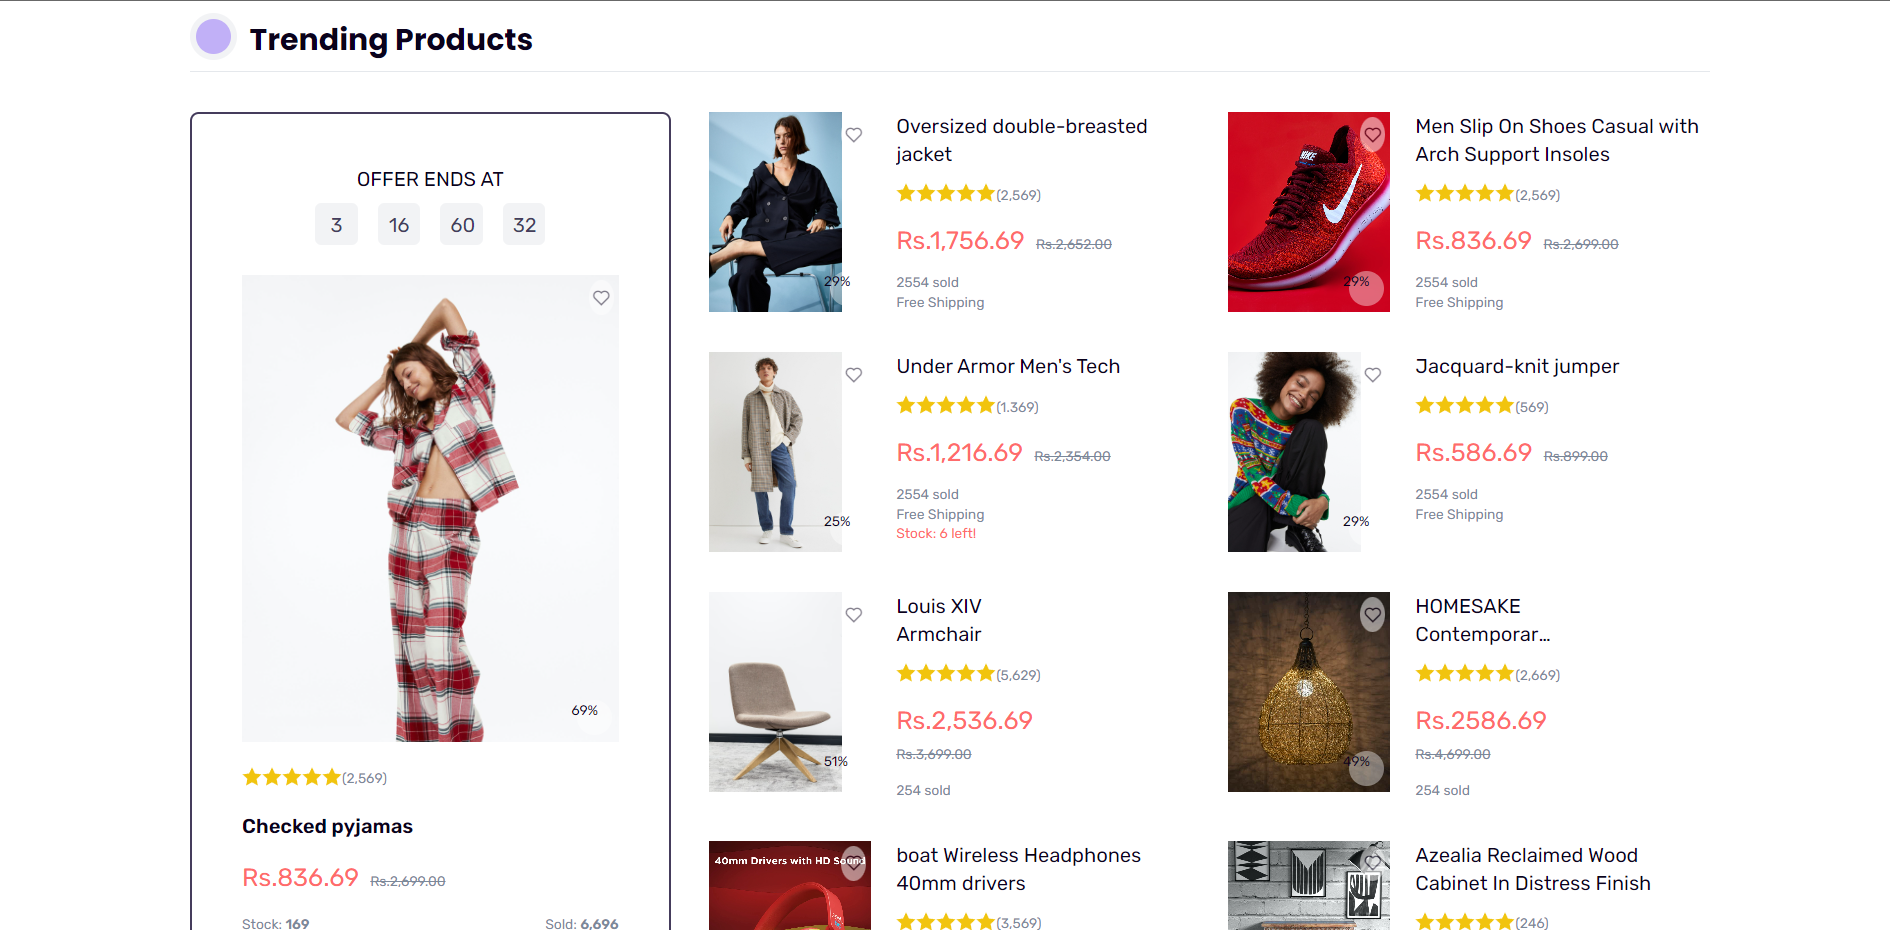 Trending Products
OFFER ENDS AT
3 16 60 32
69%
(2,569)
Checked pyjamas
Rs.836.69 Rs.2,699.00
Stock: 169 Sold: 6,696
29%
Oversized double-breasted
jacket
(2,569)
Rs.1,756.69 Rs.2,652.00
2554 sold
Free Shipping
NIKE
29%
Men Slip On Shoes Casual with
Arch Support Insoles
(2,569)
Rs.836.69 Rs.2,699.00
2554 sold
Free Shipping
25%
Under Armor Men's Tech
(1.369)
Rs.1,216.69 Rs.2,354.00
2554 sold
Free Shipping
Stock: 6 left!
29%
Jacquard-knit jumper
(569)
Rs.586.69 Rs.899.00
2554 sold
Free Shipping
51%
Louis XIV
Armchair
(5,629)
Rs.2,536.69
Rs.3,699.00
254 sold
49%
HOMESAKE
Contemporar...
(2,669)
Rs.2586.69
Rs.4,699.00
254 sold
40mm Drivers with HD Sound
boat Wireless Headphones
40mm drivers
(3,569)
Azealia Reclaimed Wood
Cabinet In Distress Finish
(246)